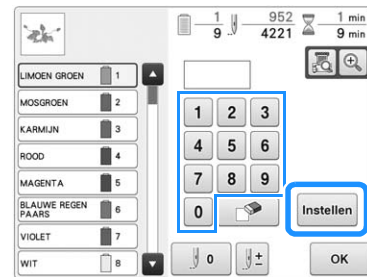 1 952 1 min
9 4221 9 min
LIMOEN GROEN 1
MOSGROEN 2
KARMIJN 3
ROOD 4
MAGENTA 5
BLAUWE REGEN
PAARS 6
VIOLET 7
WIT 8
1 2 3
4 5 6
7 8 9
0 Instellen
0 ± OK